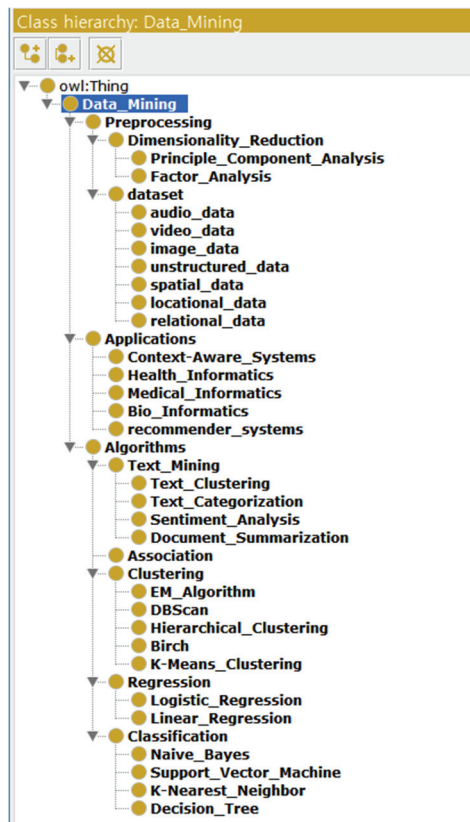 Class hierarchy: Data_Mining
owl:Thing
Data_Mining
Preprocessing
Dimensionality_Reduction
Principle_Component_Analysis
Factor_Analysis
dataset
audio_data
video_data
image_data
unstructured_data
spatial_data
locational_data
relational_data
Applications
Context-Aware_Systems
Health_Informatics
Medical_Informatics
Bio_Informatics
recommender_systems
Algorithms
Text_Mining
Text_Clustering
Text_Categorization
Sentiment_Analysis
Document_Summarization
Association
Clustering
EM_Algorithm
DBScan
Hierarchical_Clustering
Birch
K-Means_Clustering
Regression
Logistic_Regression
Linear_Regression
Classification
Naive_Bayes
Support_Vector_Machine
K-Nearest_Neighbor
Decision_Tree